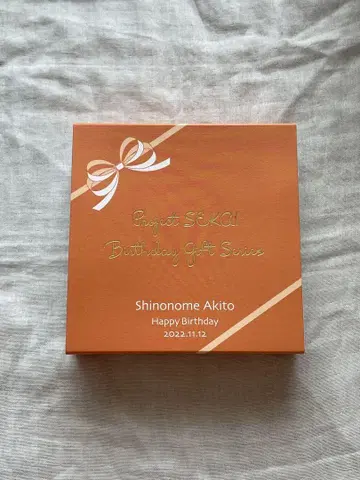 Project SEKAI
Birthday Gift Series
Shinonome Akito
Happy Birthday
2022.11.12